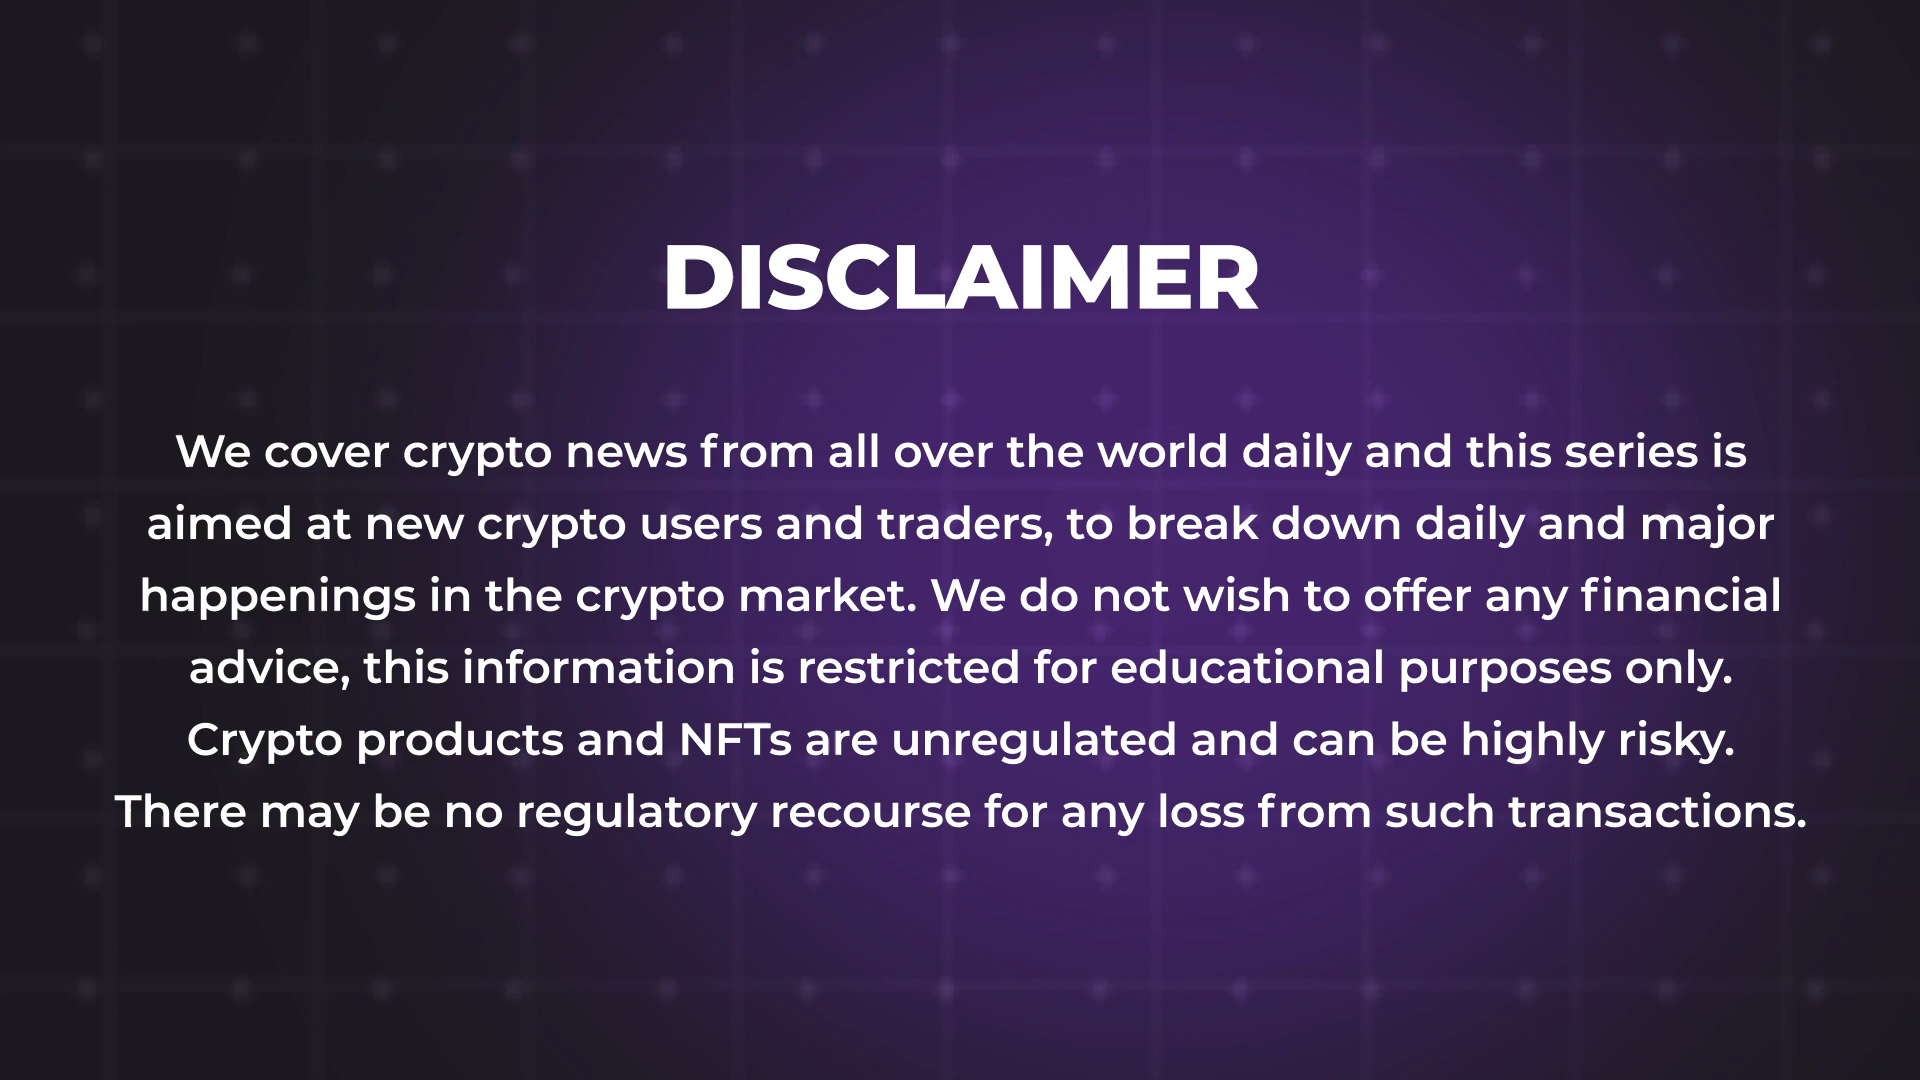 DISCLAIMER
We cover crypto news from all over the world daily and this series is
aimed at new crypto users and traders, to break down daily and major
happenings in the crypto market. We do not wish to offer any financial
advice, this information is restricted for educational purposes only.
Crypto products and NFTs are unregulated and can be highly risky.
There may be no regulatory recourse for any loss from such transactions.